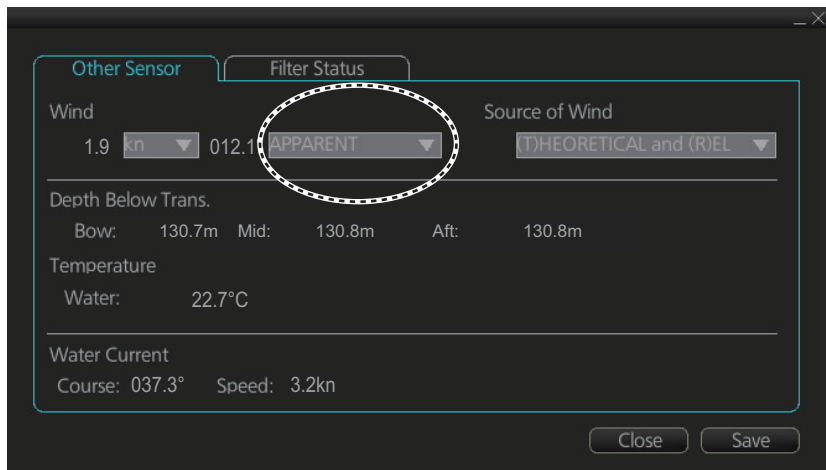 Other Sensor Filter Status
Wind Source of Wind
1.9 kn 012.1 APPARENT (T)HEORETICAL and (R)EL
Depth Below Trans.
Bow: 130.7m Mid: 130.8m Aft: 130.8m
Temperature
Water: 22.7°C
Water Current
Course: 037.3° Speed: 3.2kn
Close Save